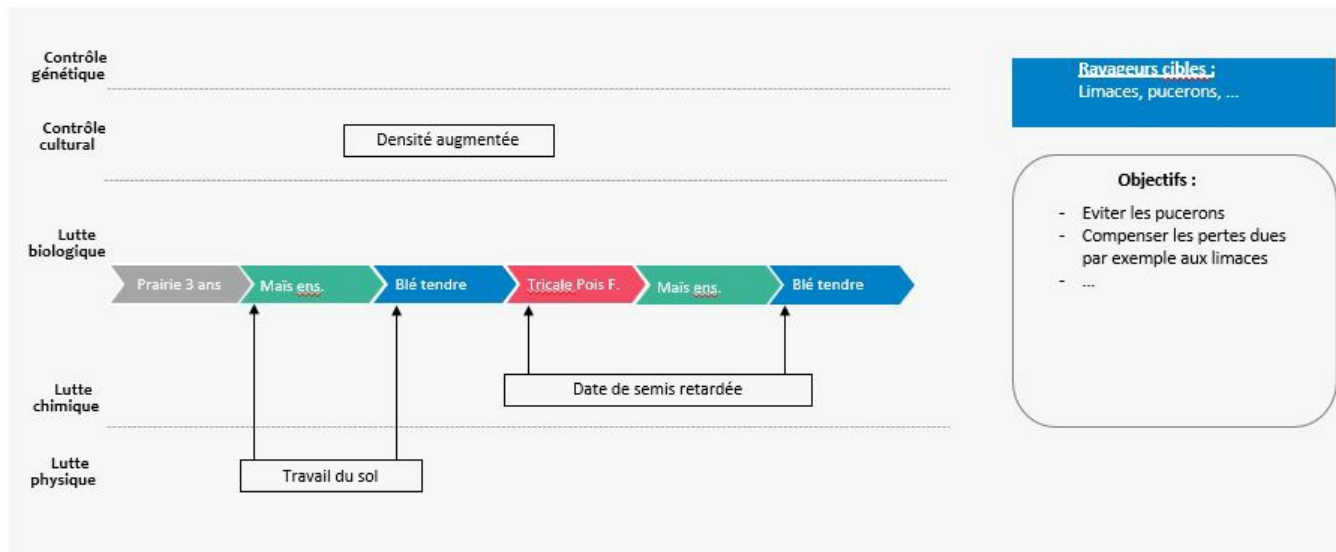 Contrôle
génétique
Contrôle
cultural
Densité augmentée
Lutte
biologique
Prairie 3 ans
Maïs ens.
Blé tendre
Tricale Pois F.
Maïs ens.
Blé tendre
Date de semis retardée
Lutte
chimique
Lutte
physique
Travail du sol
Ravageurs cibles :
Limaces, pucerons, ...
Objectifs :
- Eviter les pucerons
- Compenser les pertes dues
par exemple aux limaces
- ...